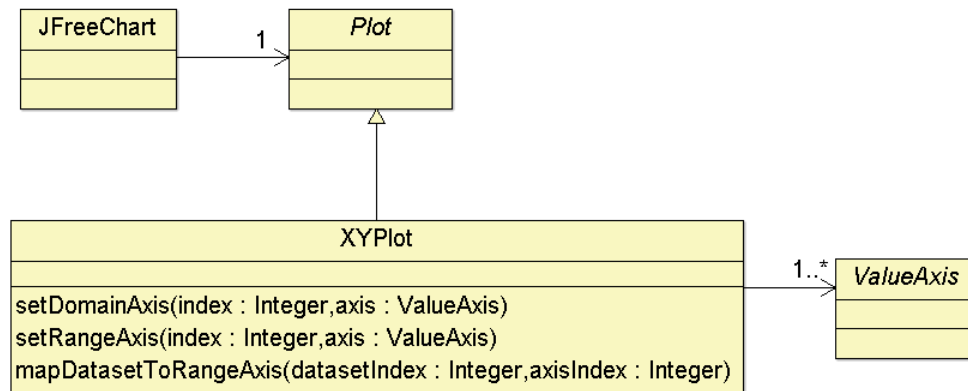 JFreeChart
1
Plot
XYPlot
setDomainAxis(index : Integer,axis : ValueAxis)
setRangeAxis(index : Integer,axis : ValueAxis)
mapDatasetToRangeAxis(datasetIndex : Integer,axisIndex : Integer)
1..*
ValueAxis